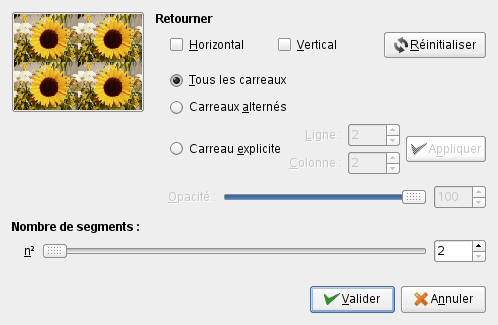 Retourner
Horizontal Vertical Réinitialiser
Tous les carreaux
Carreaux alternés
Ligne : 2
Carreau explicite Appliquer
Colonne : 2
Opacité : 100
Nombre de segments :
n² 2
Valider Annuler